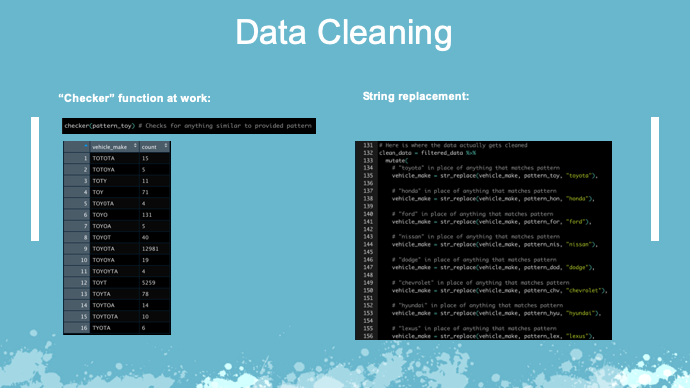 Data Cleaning
“Checker” function at work:
checker(pattern_toy) # Checks for anything similar to provided pattern
vehicle_make count
1 TOTOTA 15
2 TOTOYA 5
3 TOTY 11
4 TOY 71
5 TOY0TA 4
6 TOYO 131
7 TOYOA 5
8 TOYOT 40
9 TOYOTA 12981
10 TOYOYA 19
11 TOYOYTA 4
12 TOYT 5259
13 TOYTA 78
14 TOYTOA 14
15 TOYTOTA 10
16 TYOTA 6
String replacement:
131 # Here is where the data actually gets cleaned
132 clean_data = filtered_data %>%
133 mutate(
134 # "toyota" in place of anything that matches pattern
135 vehicle_make = str_replace(vehicle_make, pattern_toy, "toyota"),
136
137 # "honda" in place of anything that matches pattern
138 vehicle_make = str_replace(vehicle_make, pattern_hon, "honda"),
139
140 # "ford" in place of anything that matches pattern
141 vehicle_make = str_replace(vehicle_make, pattern_for, "ford"),
142
143 # "nissan" in place of anything that matches pattern
144 vehicle_make = str_replace(vehicle_make, pattern_nis, "nissam"),
145
146 # "dodge" in place of anything that matches pattern
147 vehicle_make = str_replace(vehicle_make, pattern_dod, "dodge"),
148
149 # "chevrolet" in place of anything that matches pattern
150 vehicle_make = str_replace(vehicle_make, pattern_chv, "chevrolet"),
151
152 # "hyundai" in place of anything that matches pattern
153 vehicle_make = str_replace(vehicle_make, pattern_hyu, "hyundai"),
154
155 # "lexus" in place of anything that matches pattern
156 vehicle_make = str_replace(vehicle_make, pattern_lex, "lexus"),